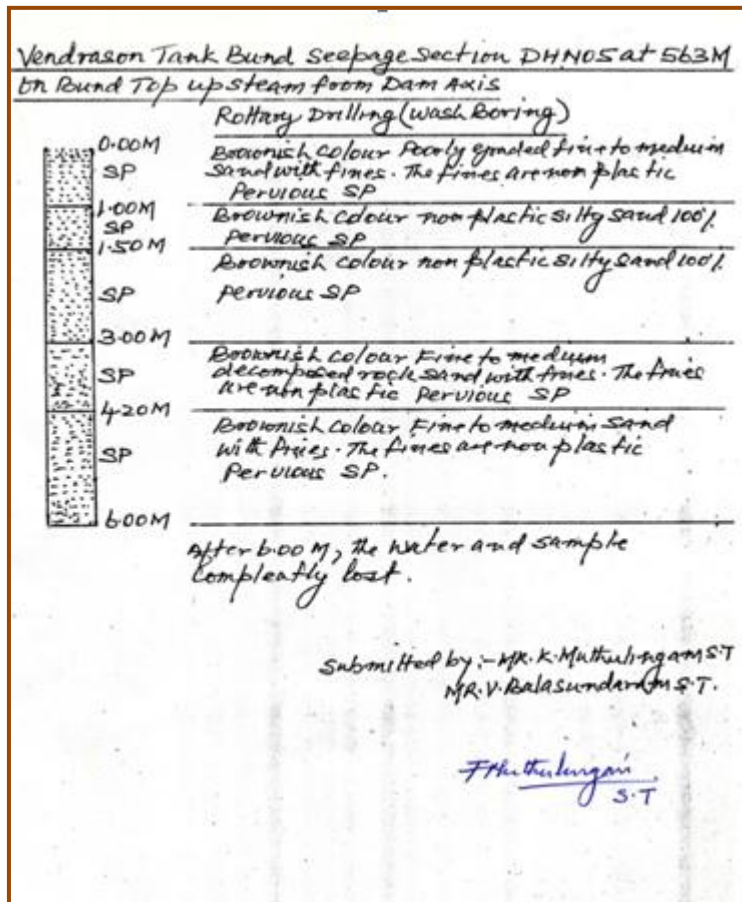 Vendrason Tank Bund Seepage Section DHN05 at 563M
on Bund Top upsteam from Dam Axis
Rottary Drilling (wash Boring)
0.00M
SP
Brownish Colour Poorly graded fine to medium
sand with fines. The fines are non plastic
Pervious SP
1.00M
SP
Brownish Colour non plastic silty sand 100%
Pervious SP
1.50M
SP
Brownish Colour non plastic silty sand 100%
Pervious SP
3.00M
SP
Brownish Colour Fine to medium
decomposed rock sand with fines. The fines
are non plastic Pervious SP
4.20M
SP
Brownish Colour Fine to medium sand
with fines. The fines are non plastic
Pervious SP.
6.00M
After 6.00 M, the water and sample
Compleatly lost.
Submitted by:- MR. K. Muthulingam S.T
MR. V. Balasundaram S.T.
S.T